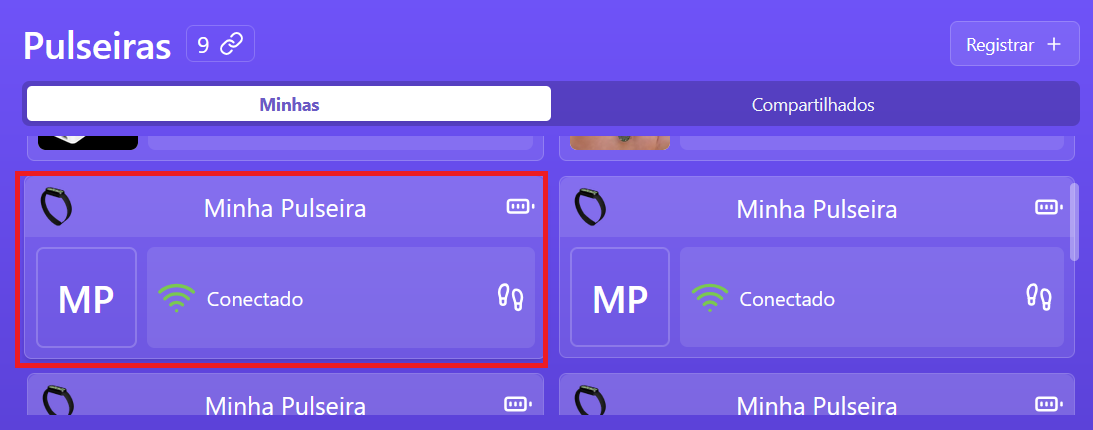 Pulseiras 9 Registrar +
Minhas Compartilhados
Minha Pulseira Minha Pulseira
MP Conectado MP Conectado
Minha Pulseira Minha Pulseira